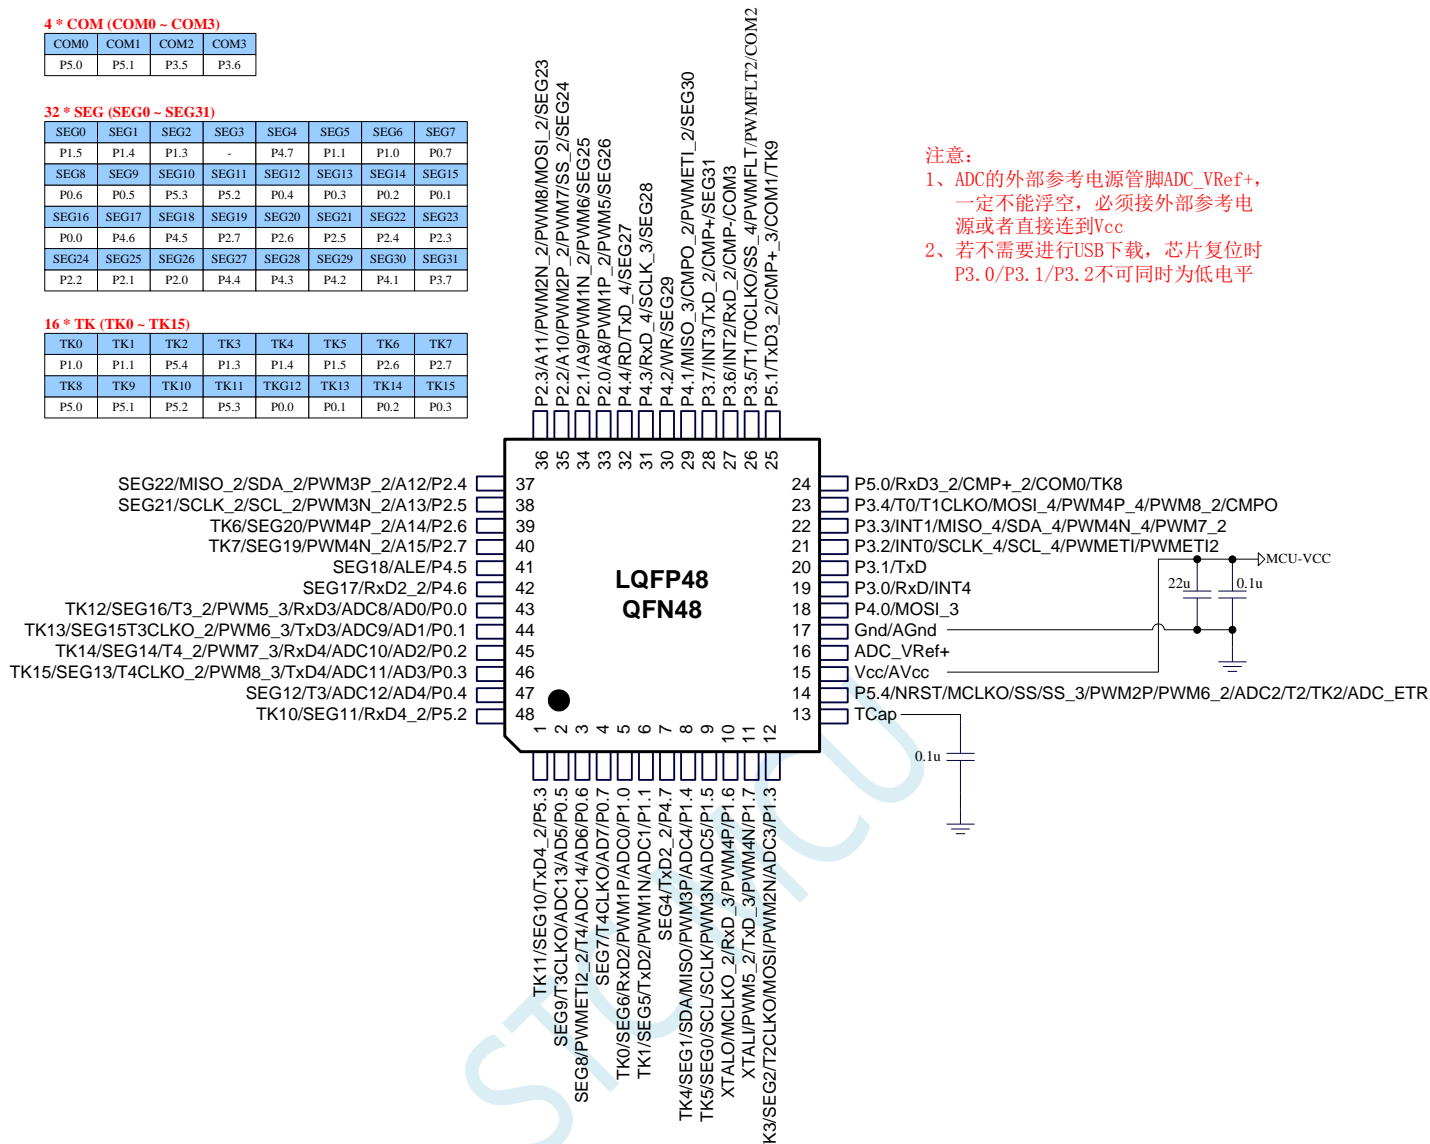 4 * COM (COM0 ~ COM3)
COM0 COM1 COM2 COM3
P5.0 P5.1 P3.5 P3.6
32 * SEG (SEG0 ~ SEG31)
SEG0 SEG1 SEG2 SEG3 SEG4 SEG5 SEG6 SEG7
P1.5 P1.4 P1.3 - P4.7 P1.1 P1.0 P0.7
SEG8 SEG9 SEG10 SEG11 SEG12 SEG13 SEG14 SEG15
P0.6 P0.5 P5.3 P5.2 P0.4 P0.3 P0.2 P0.1
SEG16 SEG17 SEG18 SEG19 SEG20 SEG21 SEG22 SEG23
P0.0 P4.6 P4.5 P2.7 P2.6 P2.5 P2.4 P2.3
SEG24 SEG25 SEG26 SEG27 SEG28 SEG29 SEG30 SEG31
P2.2 P2.1 P2.0 P4.4 P4.3 P4.2 P4.1 P3.7
16 * TK (TK0 ~ TK15)
TK0 TK1 TK2 TK3 TK4 TK5 TK6 TK7
P1.0 P1.1 P5.4 P1.3 P1.4 P1.5 P2.6 P2.7
TK8 TK9 TK10 TK11 TKG12 TK13 TK14 TK15
P5.0 P5.1 P5.2 P5.3 P0.0 P0.1 P0.2 P0.3
注意：
1、ADC的外部参考电源管脚ADC_VRef+，
一定不能浮空，必须接外部参考电
源或者直接连到Vcc
2、若不需要进行USB下载，芯片复位时
P3.0/P3.1/P3.2不可同时为低电平
P2.3/A11/PWM2N_2/PWM8/MOSI_2/SEG23
P2.2/A10/PWM2P_2/PWM7/SS_2/SEG24
P2.1/A9/PWM1N_2/PWM6/SEG25
P2.0/A8/PWM1P_2/PWM5/SEG26
P4.4/RD/TxD_4/SEG27
P4.3/RxD_4/SCLK_3/SEG28
P4.2/WR/SEG29
P4.1/MISO_3/CMPO_2/PWMETI_2/SEG30
P3.7/INT3/TxD_2/CMP+/SEG31
P3.6/INT2/RxD_2/CMP-/COM3
P3.5/T1/T0CLKO/SS_4/PWMFLT/PWMFLT2/COM2
P5.1/TxD3_2/CMP+_3/COM1/TK9
36 35 34 33 32 31 30 29 28 27 26 25
SEG22/MISO_2/SDA_2/PWM3P_2/A12/P2.4 37
SEG21/SCLK_2/SCL_2/PWM3N_2/A13/P2.5 38
TK6/SEG20/PWM4P_2/A14/P2.6 39
TK7/SEG19/PWM4N_2/A15/P2.7 40
SEG18/ALE/P4.5 41
SEG17/RxD2_2/P4.6 42
TK12/SEG16/T3_2/PWM5_3/RxD3/ADC8/AD0/P0.0 43
TK13/SEG15T3CLKO_2/PWM6_3/TxD3/ADC9/AD1/P0.1 44
TK14/SEG14/T4_2/PWM7_3/RxD4/ADC10/AD2/P0.2 45
TK15/SEG13/T4CLKO_2/PWM8_3/TxD4/ADC11/AD3/P0.3 46
SEG12/T3/ADC12/AD4/P0.4 47
TK10/SEG11/RxD4_2/P5.2 48
LQFP48
QFN48
24 P5.0/RxD3_2/CMP+_2/COM0/TK8
23 P3.4/T0/T1CLKO/MOSI_4/PWM4P_4/PWM8_2/CMPO
22 P3.3/INT1/MISO_4/SDA_4/PWM4N_4/PWM7_2
21 P3.2/INT0/SCLK_4/SCL_4/PWMETI/PWMETI2
20 P3.1/TxD
19 P3.0/RxD/INT4
18 P4.0/MOSI_3
17 Gnd/AGnd
16 ADC_VRef+
15 Vcc/AVcc
14 P5.4/NRST/MCLKO/SS/SS_3/PWM2P/PWM6_2/ADC2/T2/TK2/ADC_ETR
13 TCap
MCU-VCC
22u 0.1u
0.1u
1 2 3 4 5 6 7 8 9 10 11 12
TK11/SEG10/TxD4_2/P5.3
SEG9/T3CLKO/ADC13/AD5/P0.5
SEG8/PWMETI2_2/T4/ADC14/AD6/P0.6
SEG7/T4CLKO/AD7/P0.7
TK0/SEG6/RxD2/PWM1P/ADC0/P1.0
TK1/SEG5/TxD2/PWM1N/ADC1/P1.1
SEG4/TxD2_2/P4.7
TK4/SEG1/SDA/MISO/PWM3P/ADC4/P1.4
TK5/SEG0/SCL/SCLK/PWM3N/ADC5/P1.5
XTALO/MCLKO_2/RxD_3/PWM4P/P1.6
XTALI/PWM5_2/TxD_3/PWM4N/P1.7
K3/SEG2/T2CLKO/MOSI/PWM2N/ADC3/P1.3
STCMCU